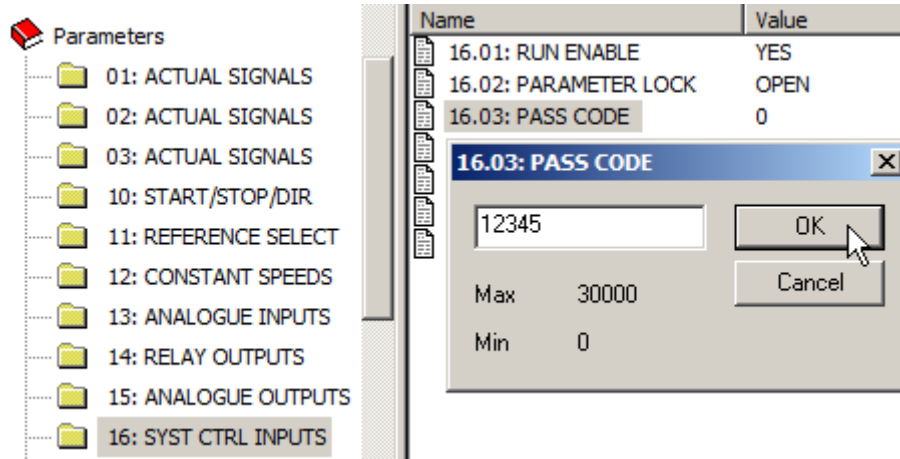 Parameters
01: ACTUAL SIGNALS
02: ACTUAL SIGNALS
03: ACTUAL SIGNALS
10: START/STOP/DIR
11: REFERENCE SELECT
12: CONSTANT SPEEDS
13: ANALOGUE INPUTS
14: RELAY OUTPUTS
15: ANALOGUE OUTPUTS
16: SYST CTRL INPUTS
Name Value
16.01: RUN ENABLE YES
16.02: PARAMETER LOCK OPEN
16.03: PASS CODE 0
16.03: PASS CODE
12345 OK
Cancel
Max 30000
Min 0